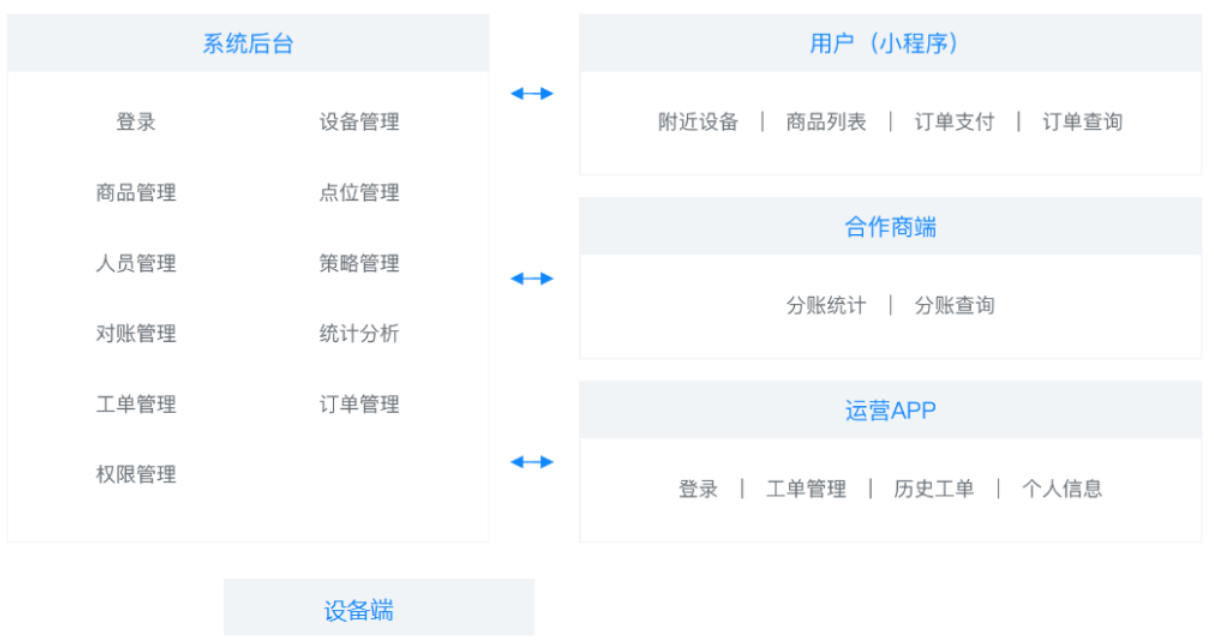 系统后台
登录 设备管理
商品管理 点位管理
人员管理 策略管理
对账管理 统计分析
工单管理 订单管理
权限管理
用户（小程序）
附近设备 | 商品列表 | 订单支付 | 订单查询
合作商端
分账统计 | 分账查询
运营APP
登录 | 工单管理 | 历史工单 | 个人信息
设备端